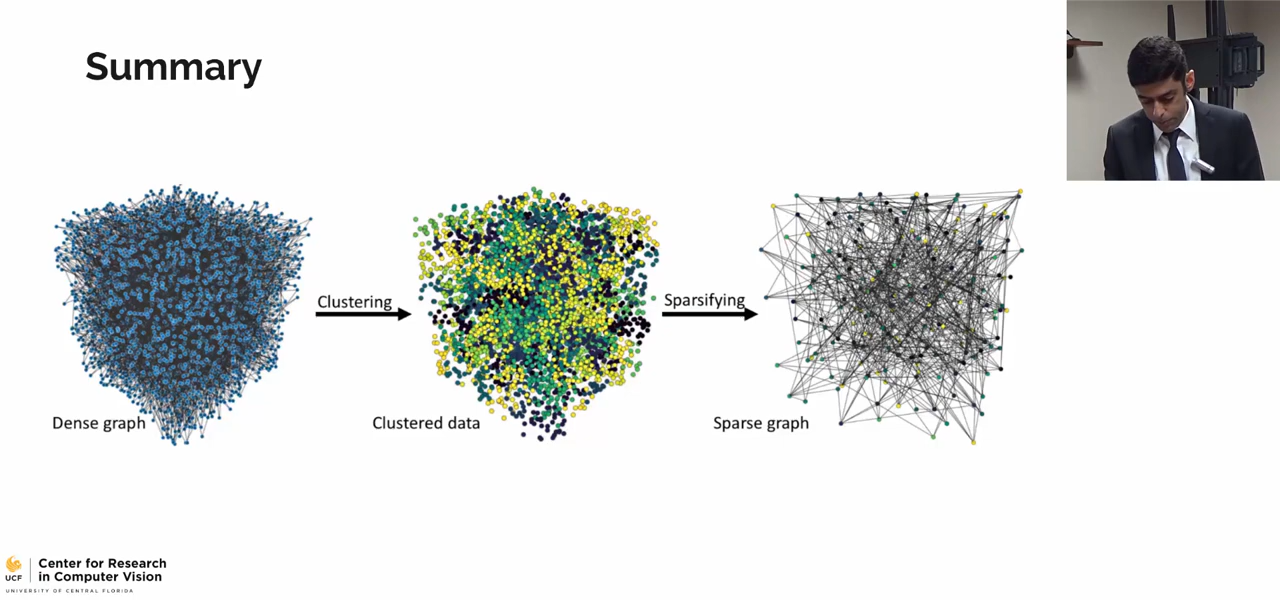 Summary
Clustering
Sparsifying
Dense graph
Clustered data
Sparse graph
UCF
Center for Research
in Computer Vision
UNIVERSITY OF CENTRAL FLORIDA